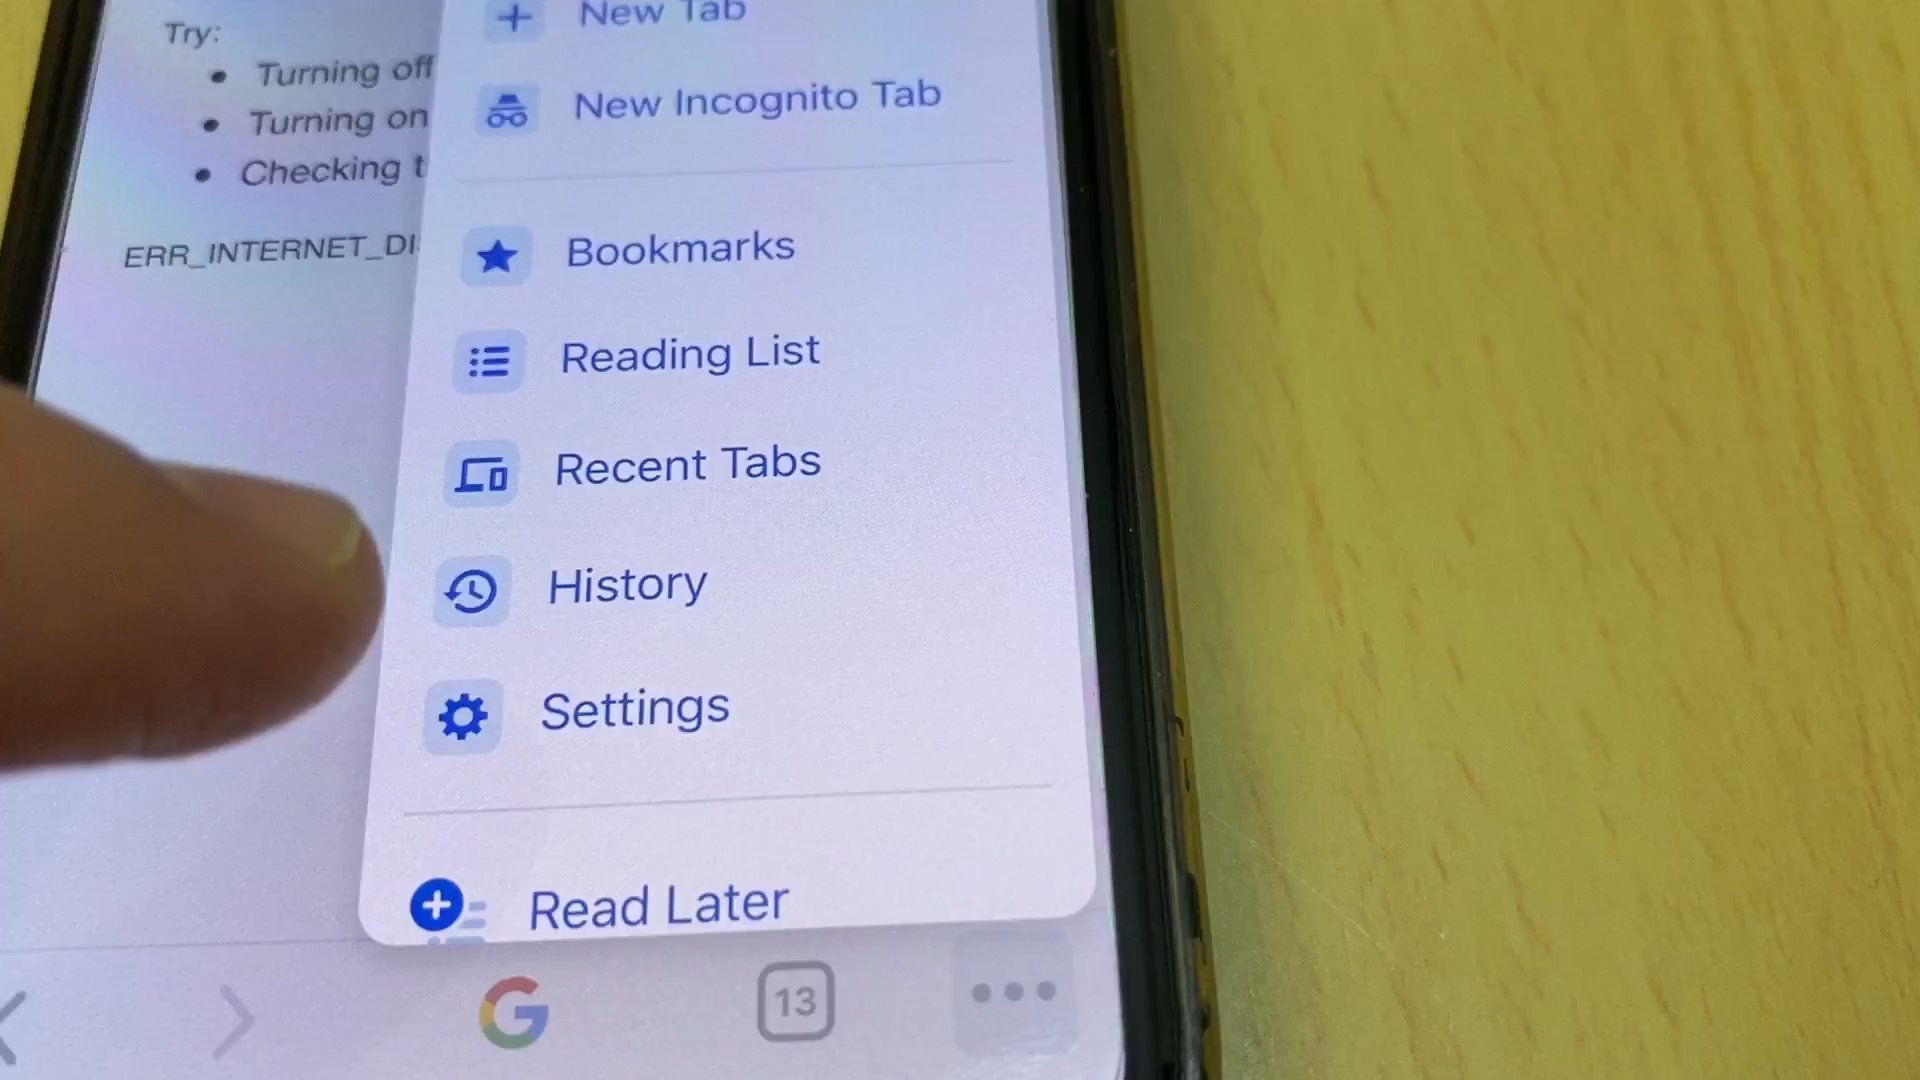 Try:
Turning off
Turning on
Checking t
ERR_INTERNET_DI
New Tab
New Incognito Tab
Bookmarks
Reading List
Recent Tabs
History
Settings
Read Later
G
13